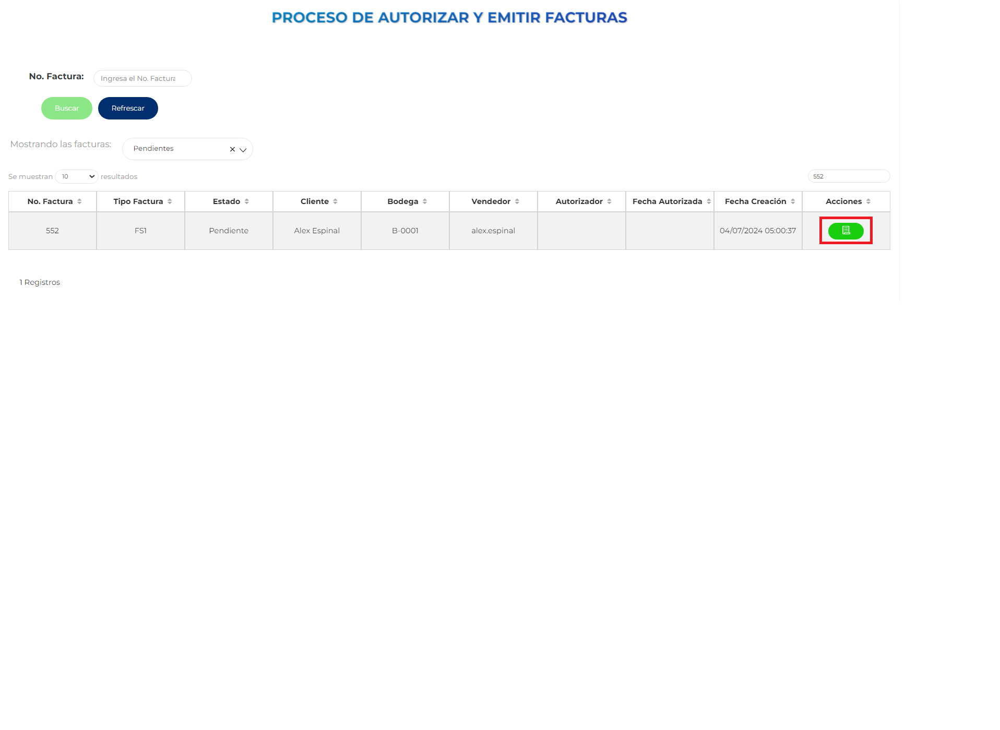 PROCESO DE AUTORIZAR Y EMITIR FACTURAS
No. Factura: Ingresa el No. Factura
Buscar Refrescar
Mostrando las facturas: Pendientes
Se muestran 10 resultados 552
No. Factura Tipo Factura Estado Cliente Bodega Vendedor Autorizador Fecha Autorizada Fecha Creación Acciones
552 FS1 Pendiente Alex Espinal B-0001 alex.espinal 04/07/2024 05:00:37
1 Registros